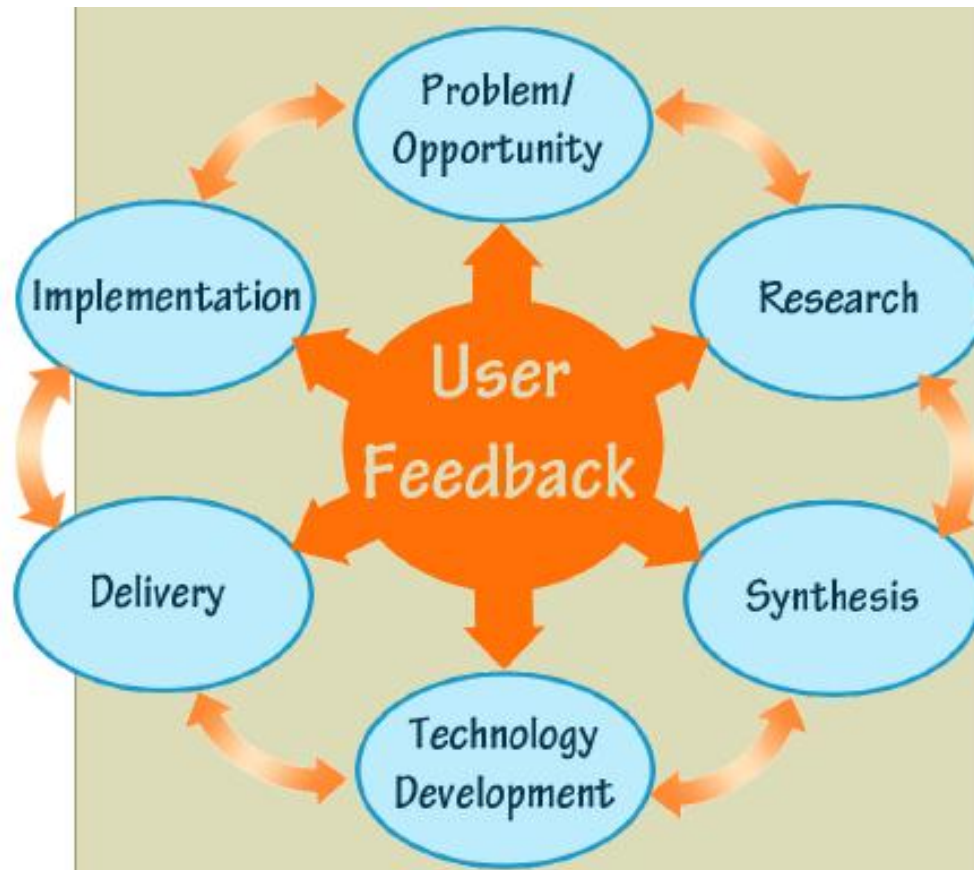 Problem/
Opportunity
Research
Synthesis
Technology
Development
Delivery
Implementation
User
Feedback